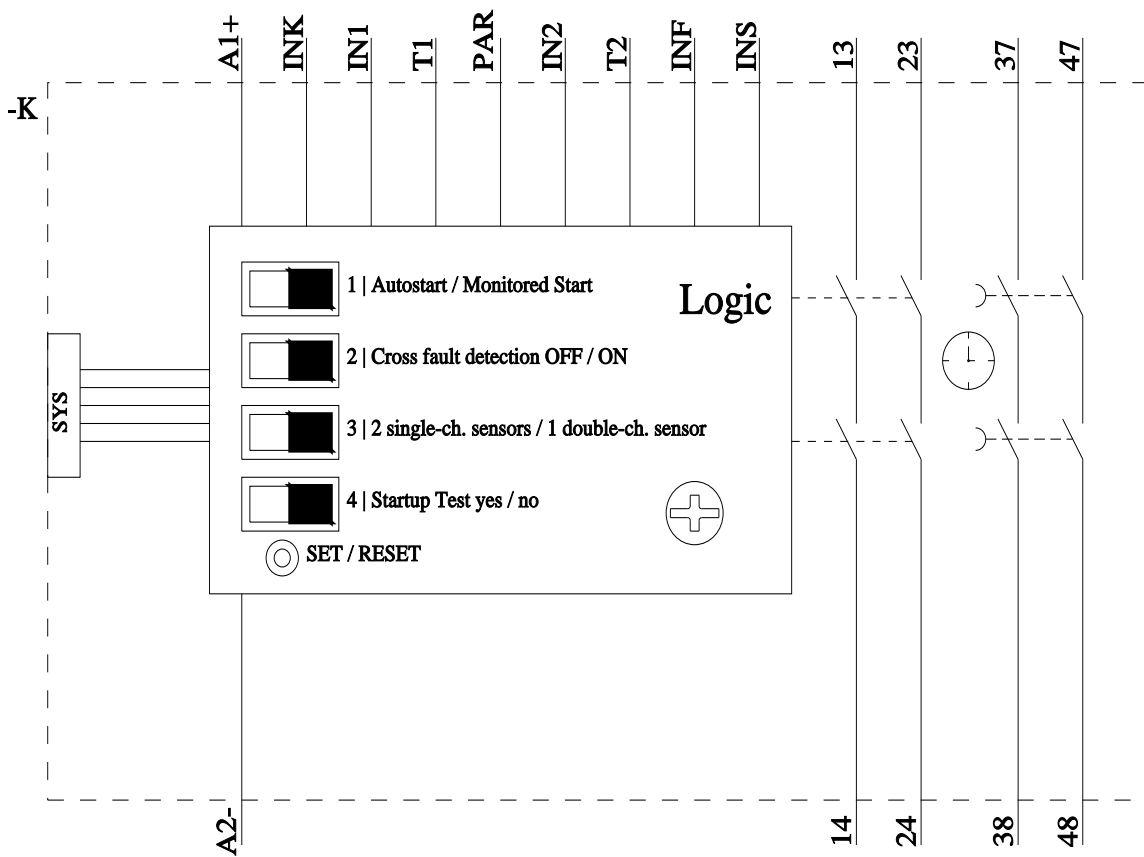 A1+
INK
IN1
T1
PAR
IN2
T2
INF
INS
13
23
37
47
-K
1 | Autostart / Monitored Start
Logic
2 | Cross fault detection OFF / ON
SYS
3 | 2 single-ch. sensors / 1 double-ch. sensor
4 | Startup Test yes / no
SET / RESET
A2-
14
24
38
48